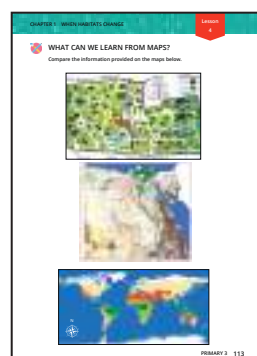 CHAPTER 1 WHEN HABITATS CHANGE
Lesson
4
WHAT CAN WE LEARN FROM MAPS?
Compare the information provided on the maps below.
N
PRIMARY 3 113